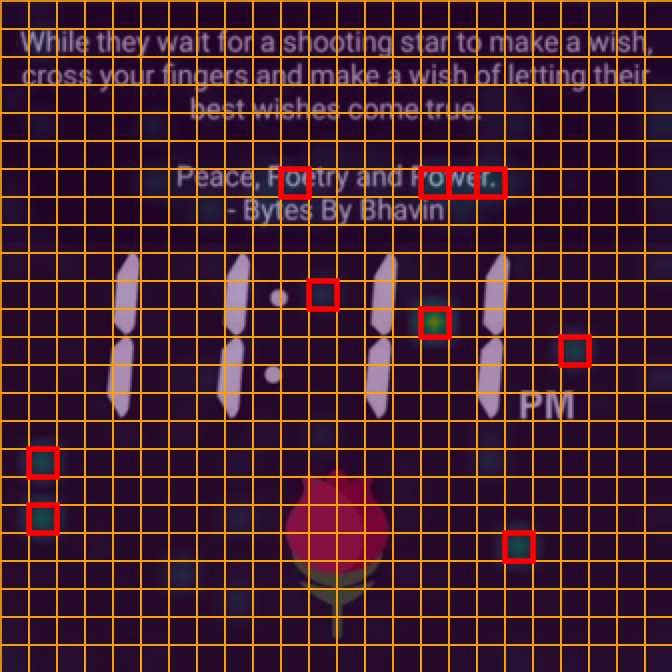 While they wait for a shooting star to make a wish,
cross your fingers and make a wish of letting their
best wishes come true.
Peace, Poetry and Power.
- Bytes By Bhavin
11:11
PM